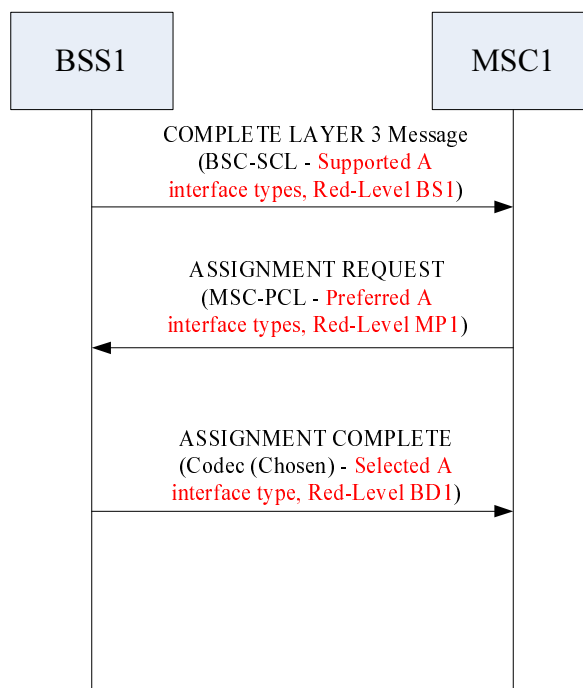 BSS1
MSC1
COMPLETE LAYER 3 Message
(BSC-SCL - Supported A
interface types, Red-Level BS1)
ASSIGNMENT REQUEST
(MSC-PCL - Preferred A
interface types, Red-Level MP1)
ASSIGNMENT COMPLETE
(Codec (Chosen) - Selected A
interface type, Red-Level BD1)